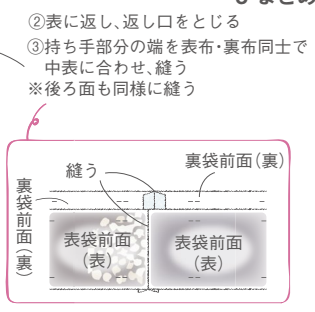 ②表に返し、返し口をとじる
③持ち手部分の端を表布・裏布同士で
中表に合わせ、縫う
※後ろ面も同様に縫う
縫う
裏袋前面(裏)
裏袋前面(裏)
表袋前面
(表)
表袋前面
(表)